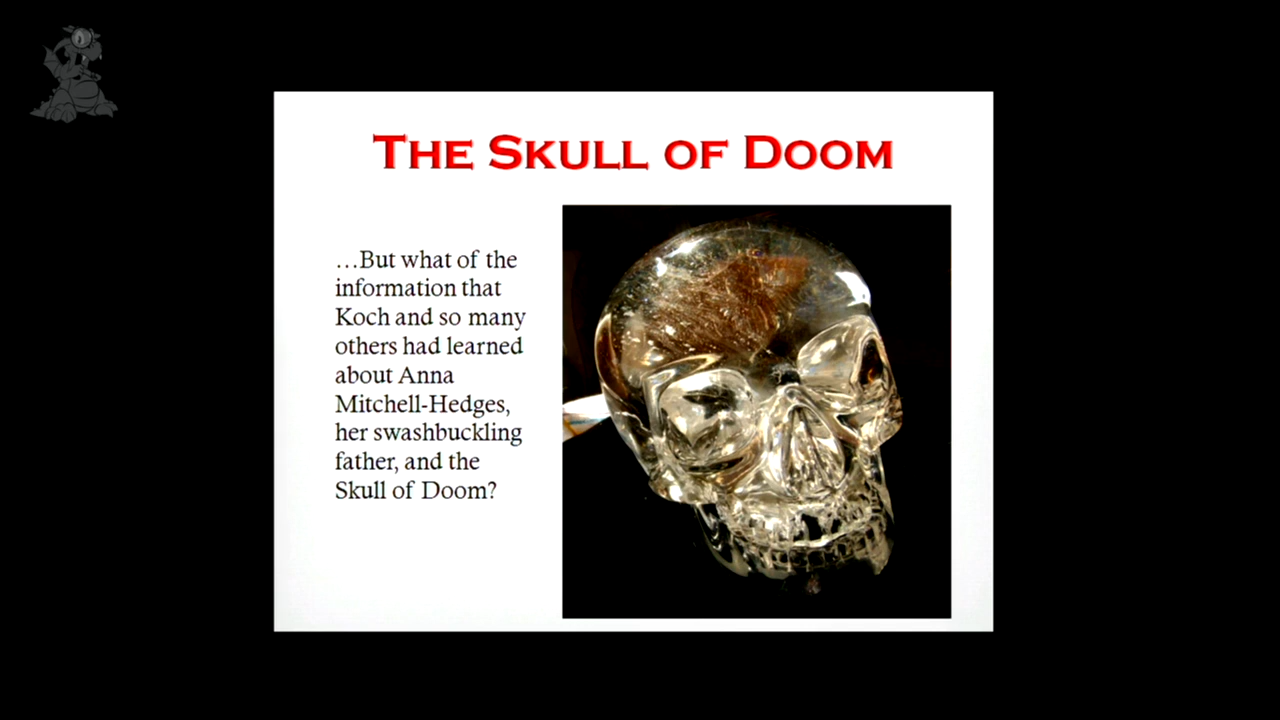 THE SKULL OF DOOM
…But what of the
information that
Koch and so many
others had learned
about Anna
Mitchell-Hedges,
her swashbuckling
father, and the
Skull of Doom?